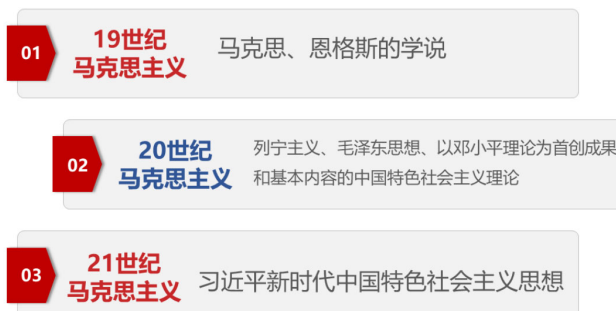 01
19世纪
马克思主义
马克思、恩格斯的学说
02
20世纪
马克思主义
列宁主义、毛泽东思想、以邓小平理论为首创成果
和基本内容的中国特色社会主义理论
03
21世纪
马克思主义
习近平新时代中国特色社会主义思想